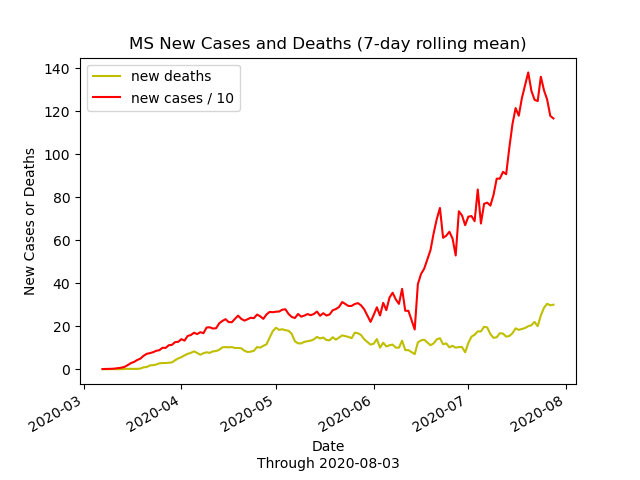 MS New Cases and Deaths (7-day rolling mean)
new deaths
new cases / 10
140
120
100
80
60
40
20
0
New Cases or Deaths
2020-03
2020-04
2020-05
2020-06
2020-07
2020-08
Date
Through 2020-08-03